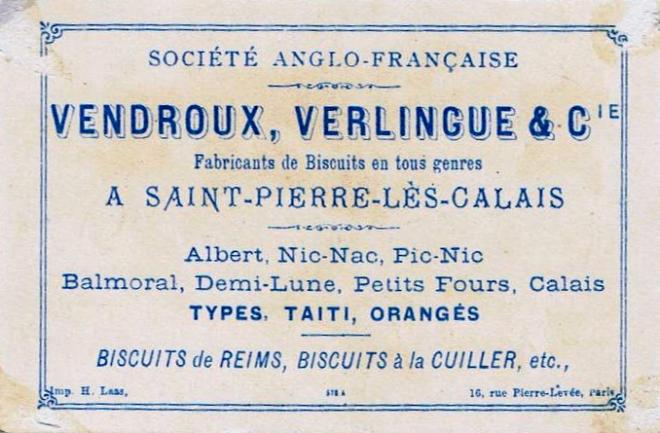 SOCIÉTÉ ANGLO-FRANÇAISE
VENDROUX, VERLINGUE & CIE
Fabricants de Biscuits en tous genres
A SAINT-PIERRE-LÈS-CALAIS
Albert, Nic-Nac, Pic-Nic
Balmoral, Demi-Lune, Petits Fours, Calais
TYPES, TAITI, ORANGÉS
BISCUITS de REIMS, BISCUITS à la CUILLER, etc.,
Imp. H. Laas, 16, rue Pierre-Levée, Paris